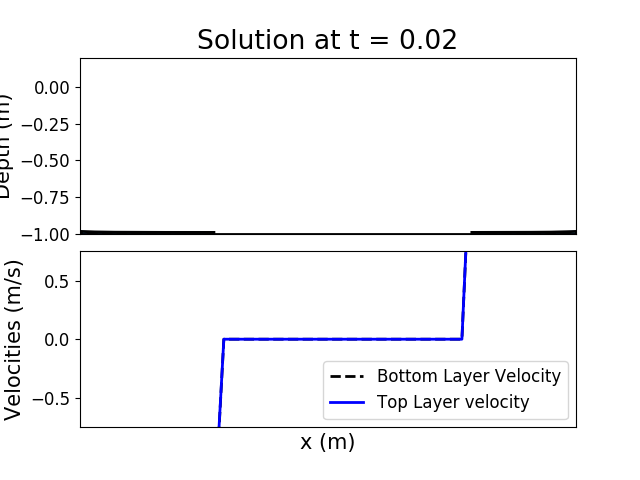 Solution at t = 0.02
Depth (m)
0.00
−0.25
−0.50
−0.75
−1.00
Velocities (m/s)
0.5
0.0
−0.5
Bottom Layer Velocity
Top Layer velocity
x (m)